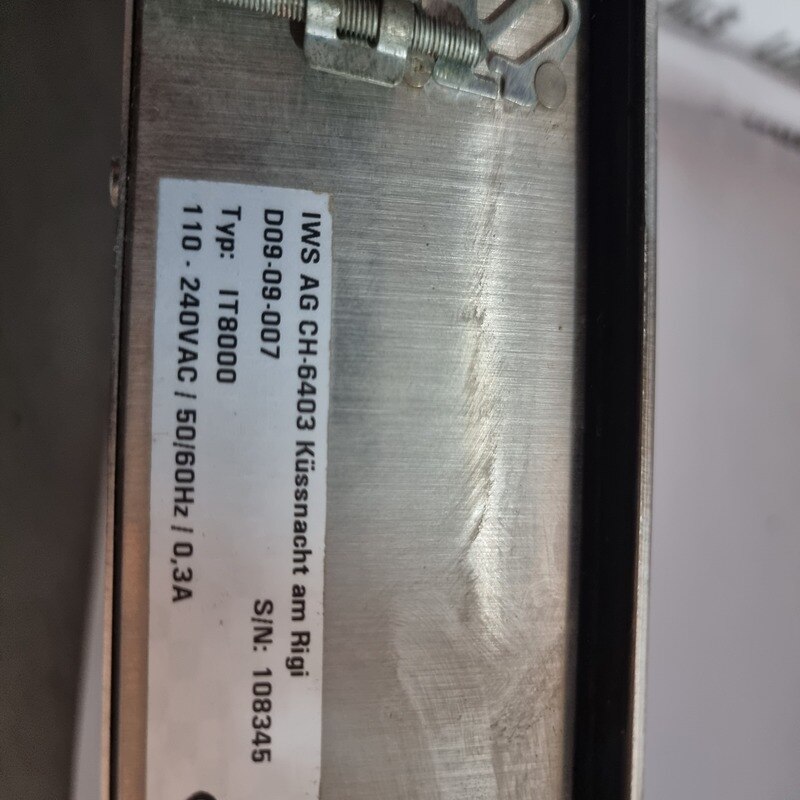 IWS AG CH-6403 Küssnacht am Rigi
D09-09-007 S/N: 108345
Typ: IT8000
110 - 240VAC / 50/60Hz / 0,3A